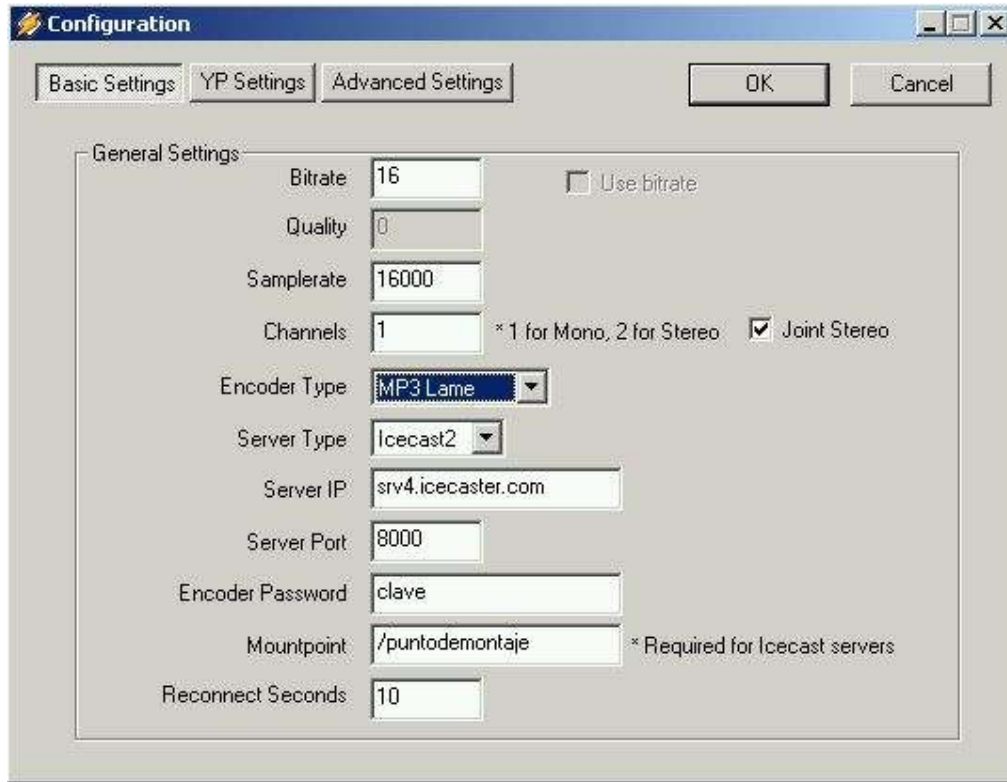 Configuration
Basic Settings YP Settings Advanced Settings OK Cancel
General Settings
Bitrate 16 Use bitrate
Quality 0
Samplerate 16000
Channels 1 * 1 for Mono, 2 for Stereo Joint Stereo
Encoder Type MP3 Lame
Server Type Icecast2
Server IP srv4.icecaster.com
Server Port 8000
Encoder Password clave
Mountpoint /puntodemontaje * Required for Icecast servers
Reconnect Seconds 10